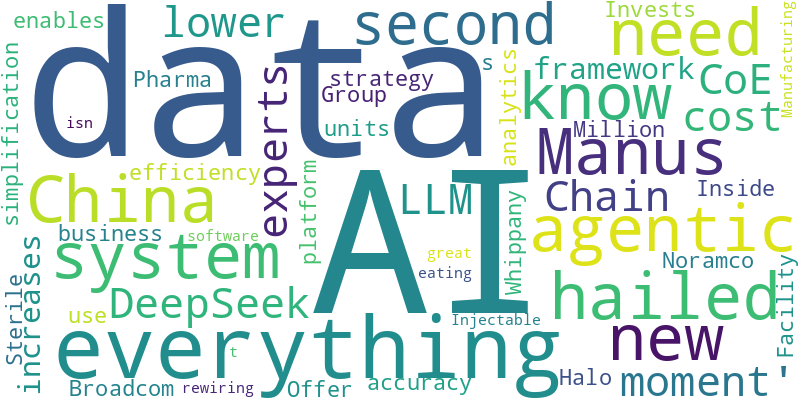 enables
lower
second
Invests
need
Manufacturing
data
Pharma
strategy
s
analytics
framework
CoE
simplification
isn
experts
Group
units
know
cost
Million
Manus
efficiency
China
LLM
Chain
Inside
business
software
platform
Whippany
agentic
system
great
eating
Noramco
AI
increases
DeepSeek
hailed
Facility
Sterile
use
everything
t
Injectable
new
Broadcom
rewiring
Offer
accuracy
Halo
moment'